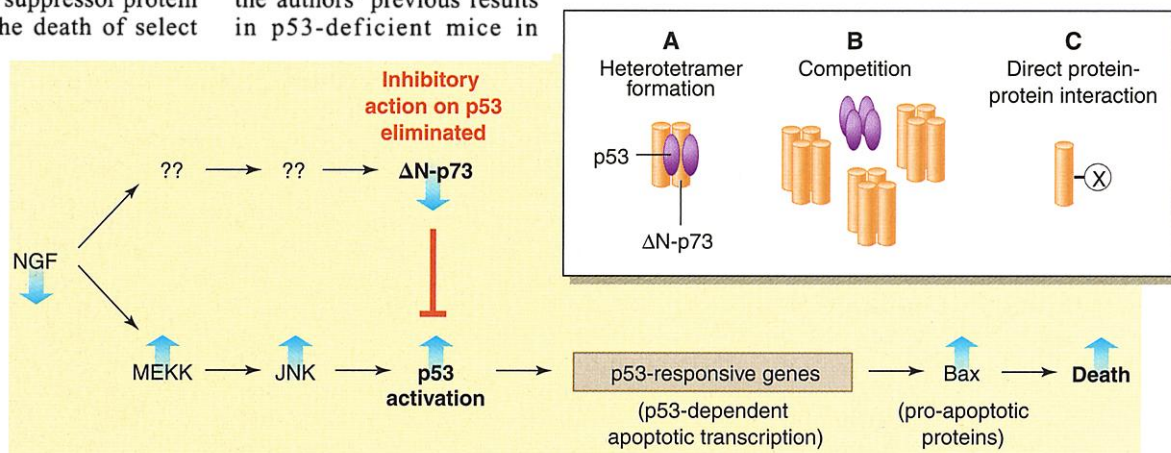 suppressor protein
he death of select
the authors' previous results
in p53-deficient mice in
A
Heterotetramer
formation
p53
ΔN-p73
B
Competition
C
Direct protein-
protein interaction
X
Inhibitory
action on p53
eliminated
?? ?? ΔN-p73
NGF
MEKK JNK p53
activation
p53-responsive genes
(p53-dependent
apoptotic transcription)
Bax
(pro-apoptotic
proteins)
Death